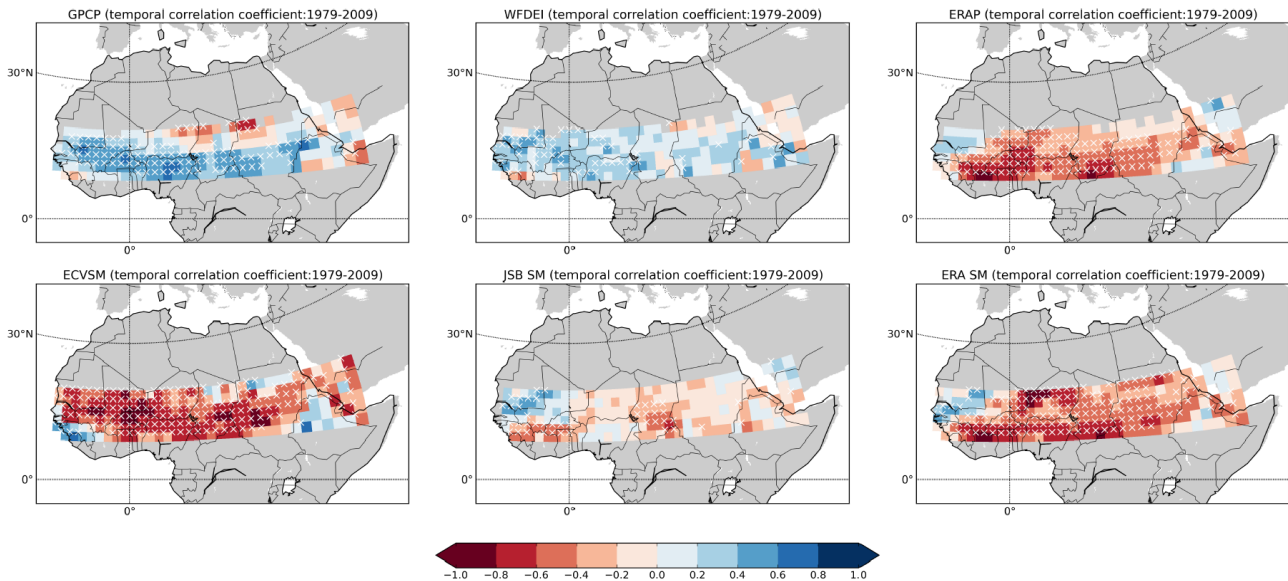 GPCP (temporal correlation coefficient:1979-2009)
WFDEI (temporal correlation coefficient:1979-2009)
ERAP (temporal correlation coefficient:1979-2009)
30°N
30°N
30°N
0°
0°
0°
0°
0°
0°
ECVSM (temporal correlation coefficient:1979-2009)
JSB SM (temporal correlation coefficient:1979-2009)
ERA SM (temporal correlation coefficient:1979-2009)
30°N
30°N
30°N
0°
0°
0°
0°
0°
0°
−1.0 −0.8 −0.6 −0.4 −0.2 0.0 0.2 0.4 0.6 0.8 1.0